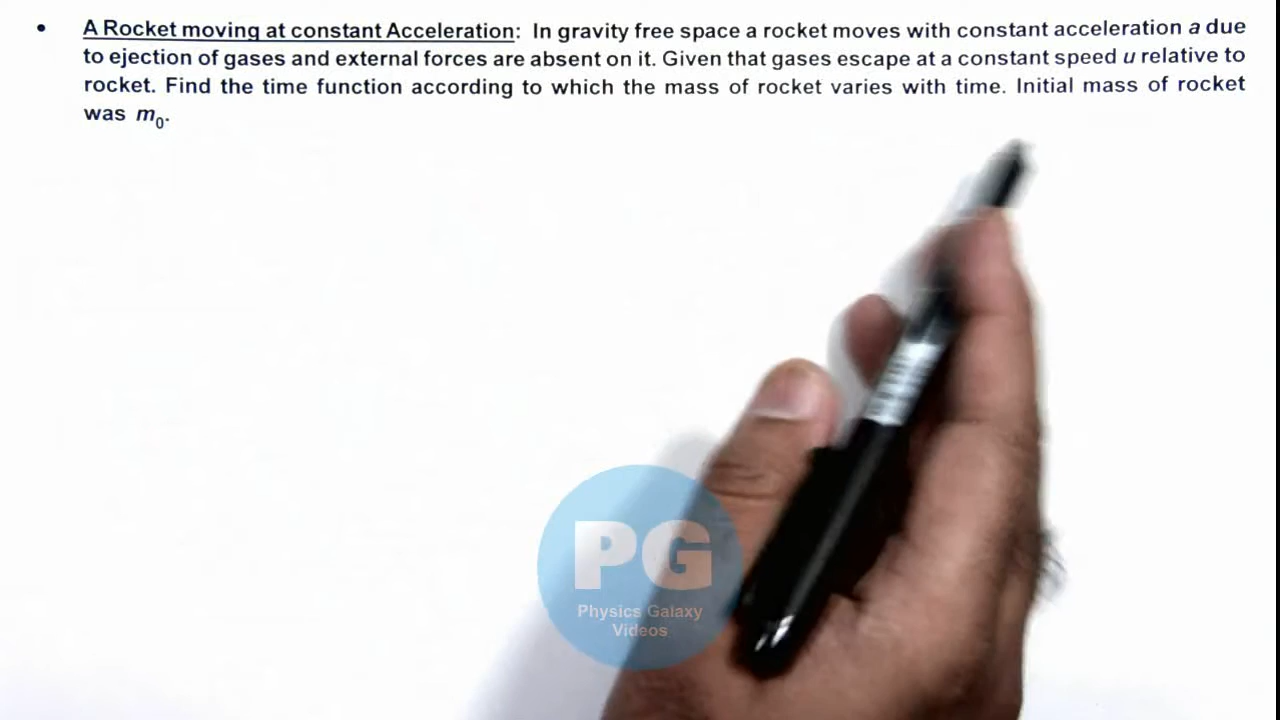 • A Rocket moving at constant Acceleration: In gravity free space a rocket moves with constant acceleration a due
to ejection of gases and external forces are absent on it. Given that gases escape at a constant speed u relative to
rocket. Find the time function according to which the mass of rocket varies with time. Initial mass of rocket
was m₀.
PG
Physics Galaxy
Videos